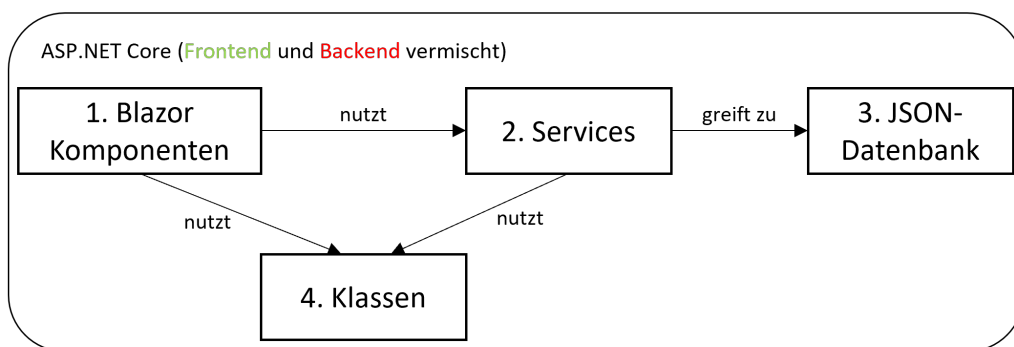 ASP.NET Core (Frontend und Backend vermischt)
1. Blazor
Komponenten
nutzt
2. Services
greift zu
3. JSON-
Datenbank
nutzt
nutzt
4. Klassen